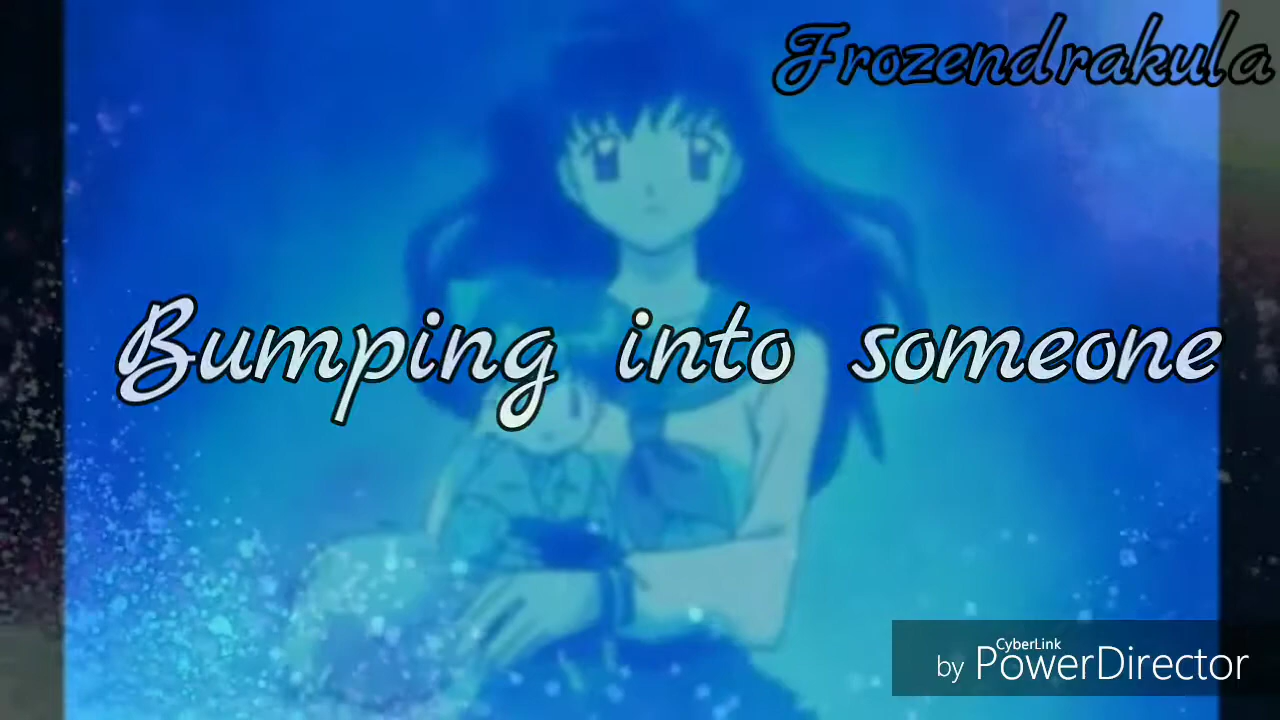 Frozendrakula
Bumping into someone
CyberLink
by PowerDirector